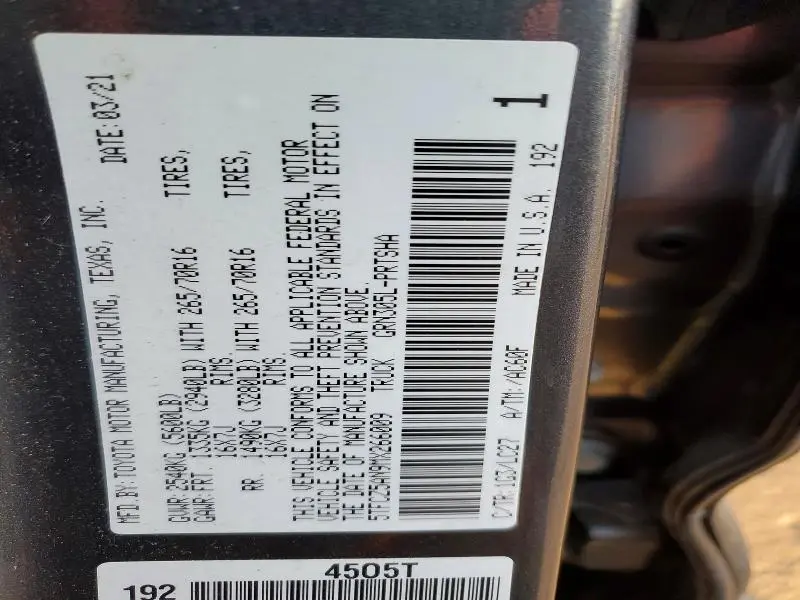 MFD. BY: TOYOTA MOTOR MANUFACTURING, TEXAS, INC. DATE: 03/21
GVWR: 2540KG (5600LB)
GAWR: FRT. 1335KG (2940LB) WITH 265/70R16 TIRES,
16X7J RIMS.
RR. 1490KG (3280LB) WITH 265/70R16 TIRES,
16X7J RIMS.
THIS VEHICLE CONFORMS TO ALL APPLICABLE FEDERAL MOTOR
VEHICLE SAFETY AND THEFT PREVENTION STANDARDS IN EFFECT ON
THE DATE OF MANUFACTURE SHOWN ABOVE.
5TFCZ5AN9MX266009 TRUCK GRN305L-PRTSHA
1
C/TR: 1G3/LC27 A/TM: /AC60F MADE IN U.S.A. 192
4505T
192